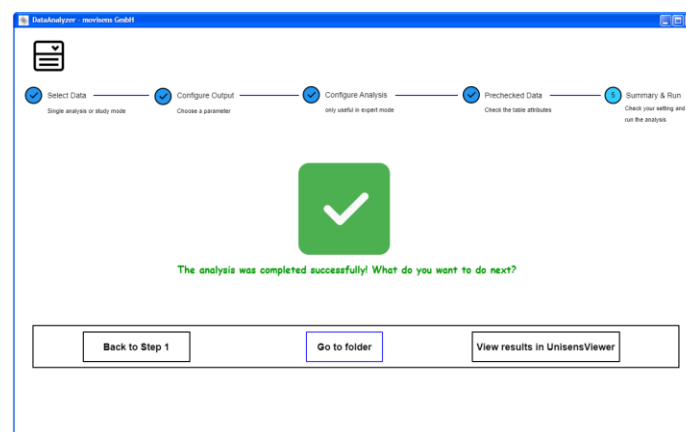 DataAnalyzer - movisens GmbH
Select Data
Single analysis or study mode
Configure Output
Choose a parameter
Configure Analysis
only useful in expert mode
Prechecked Data
Check the table attributes
5
Summary & Run
Check your setting and
run the analysis
The analysis was completed successfully! What do you want to do next?
Back to Step 1
Go to folder
View results in UnisensViewer